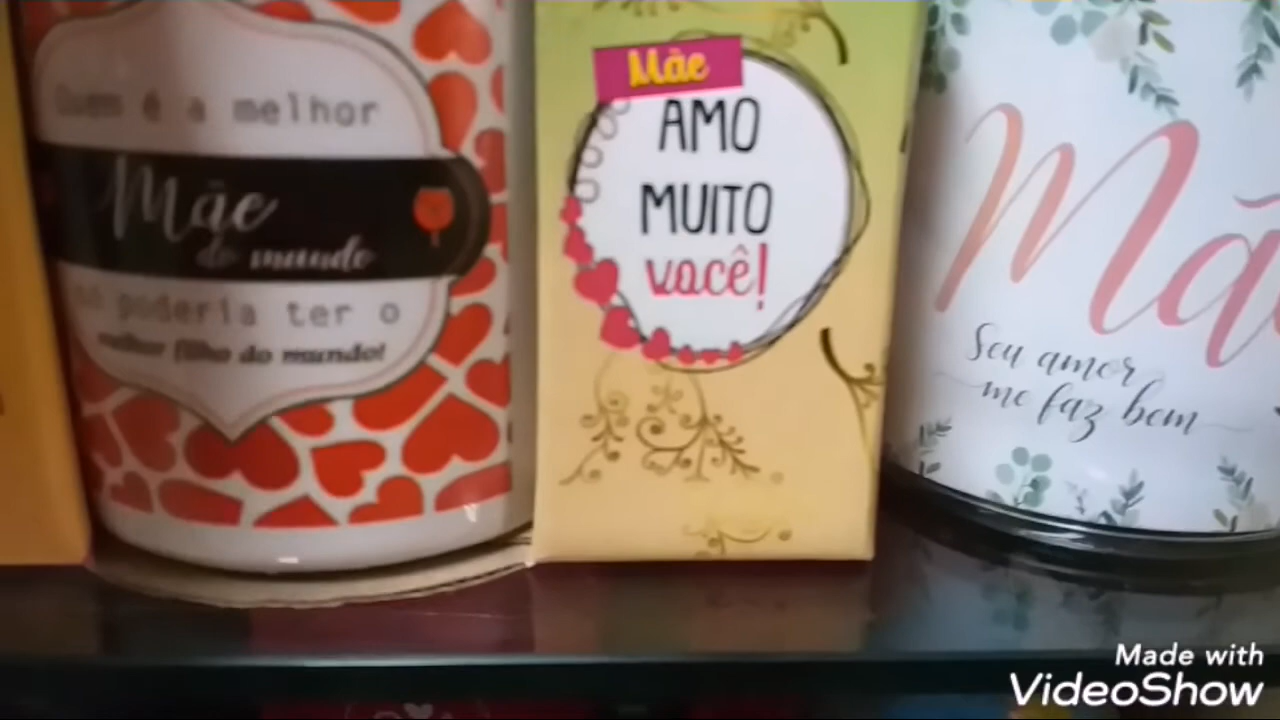 Quem é a melhor
Mãe
do mundo
só poderia ter o
melhor filho do mundo!
Mãe
AMO
MUITO
você!
Mã
Seu amor
me faz bem
Made with
VideoShow